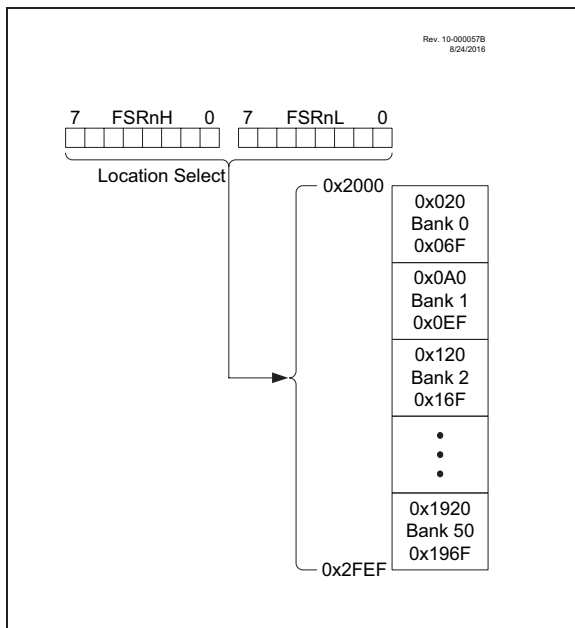 Rev. 10-000057B
8/24/2016
7 FSRnH 0 7 FSRnL 0
Location Select
0x2000
0x020
Bank 0
0x06F
0x0A0
Bank 1
0x0EF
0x120
Bank 2
0x16F
0x1920
Bank 50
0x196F
0x2FEF